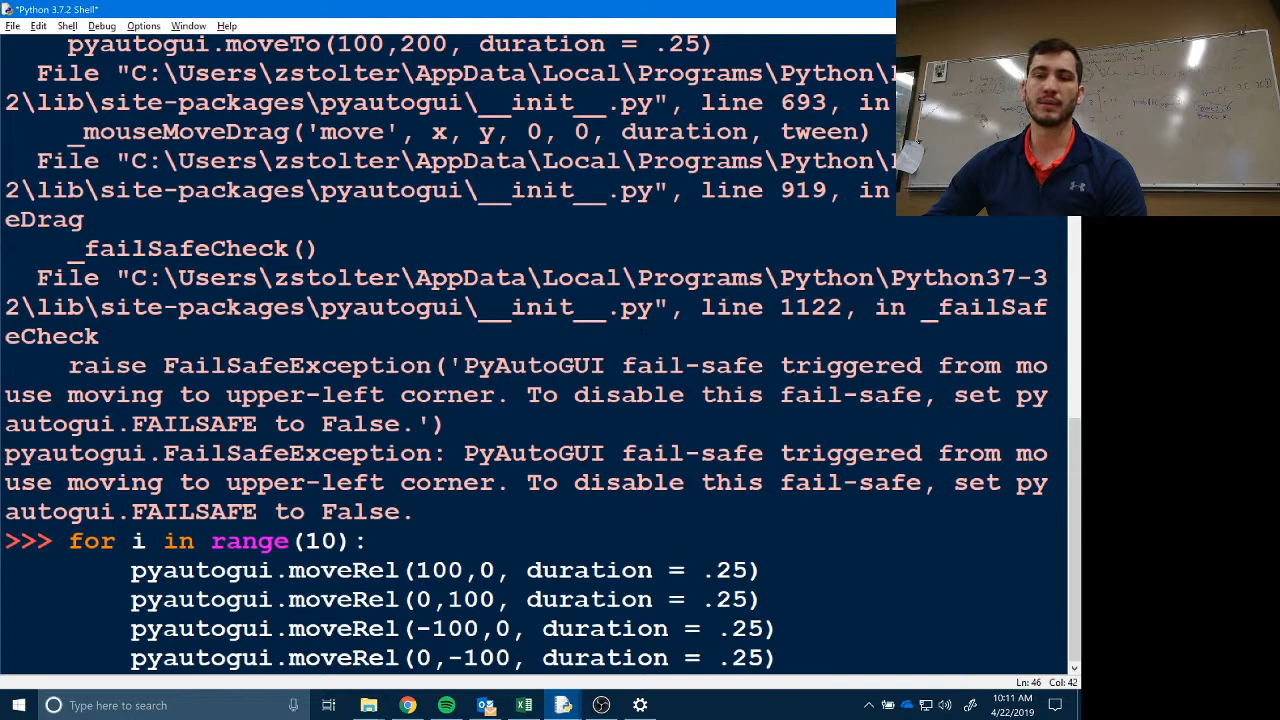 *Python 3.7.2 Shell*
File Edit Shell Debug Options Window Help
pyautogui.moveTo(100,200, duration = .25)
File "C:\Users\zstolter\AppData\Local\Programs\Python\
2\lib\site-packages\pyautogui\__init__.py", line 693, in
_mouseMoveDrag('move', x, y, 0, 0, duration, tween)
File "C:\Users\zstolter\AppData\Local\Programs\Python\
2\lib\site-packages\pyautogui\__init__.py", line 919, in
eDrag
_failSafeCheck()
File "C:\Users\zstolter\AppData\Local\Programs\Python\Python37-3
2\lib\site-packages\pyautogui\__init__.py", line 1122, in _failSaf
eCheck
raise FailSafeException('PyAutoGUI fail-safe triggered from mo
use moving to upper-left corner. To disable this fail-safe, set py
autogui.FAILSAFE to False.')
pyautogui.FailSafeException: PyAutoGUI fail-safe triggered from mo
use moving to upper-left corner. To disable this fail-safe, set py
autogui.FAILSAFE to False.
>>> for i in range(10):
pyautogui.moveRel(100,0, duration = .25)
pyautogui.moveRel(0,100, duration = .25)
pyautogui.moveRel(-100,0, duration = .25)
pyautogui.moveRel(0,-100, duration = .25)
Ln: 46 Col: 42
Type here to search
10:11 AM
4/22/2019